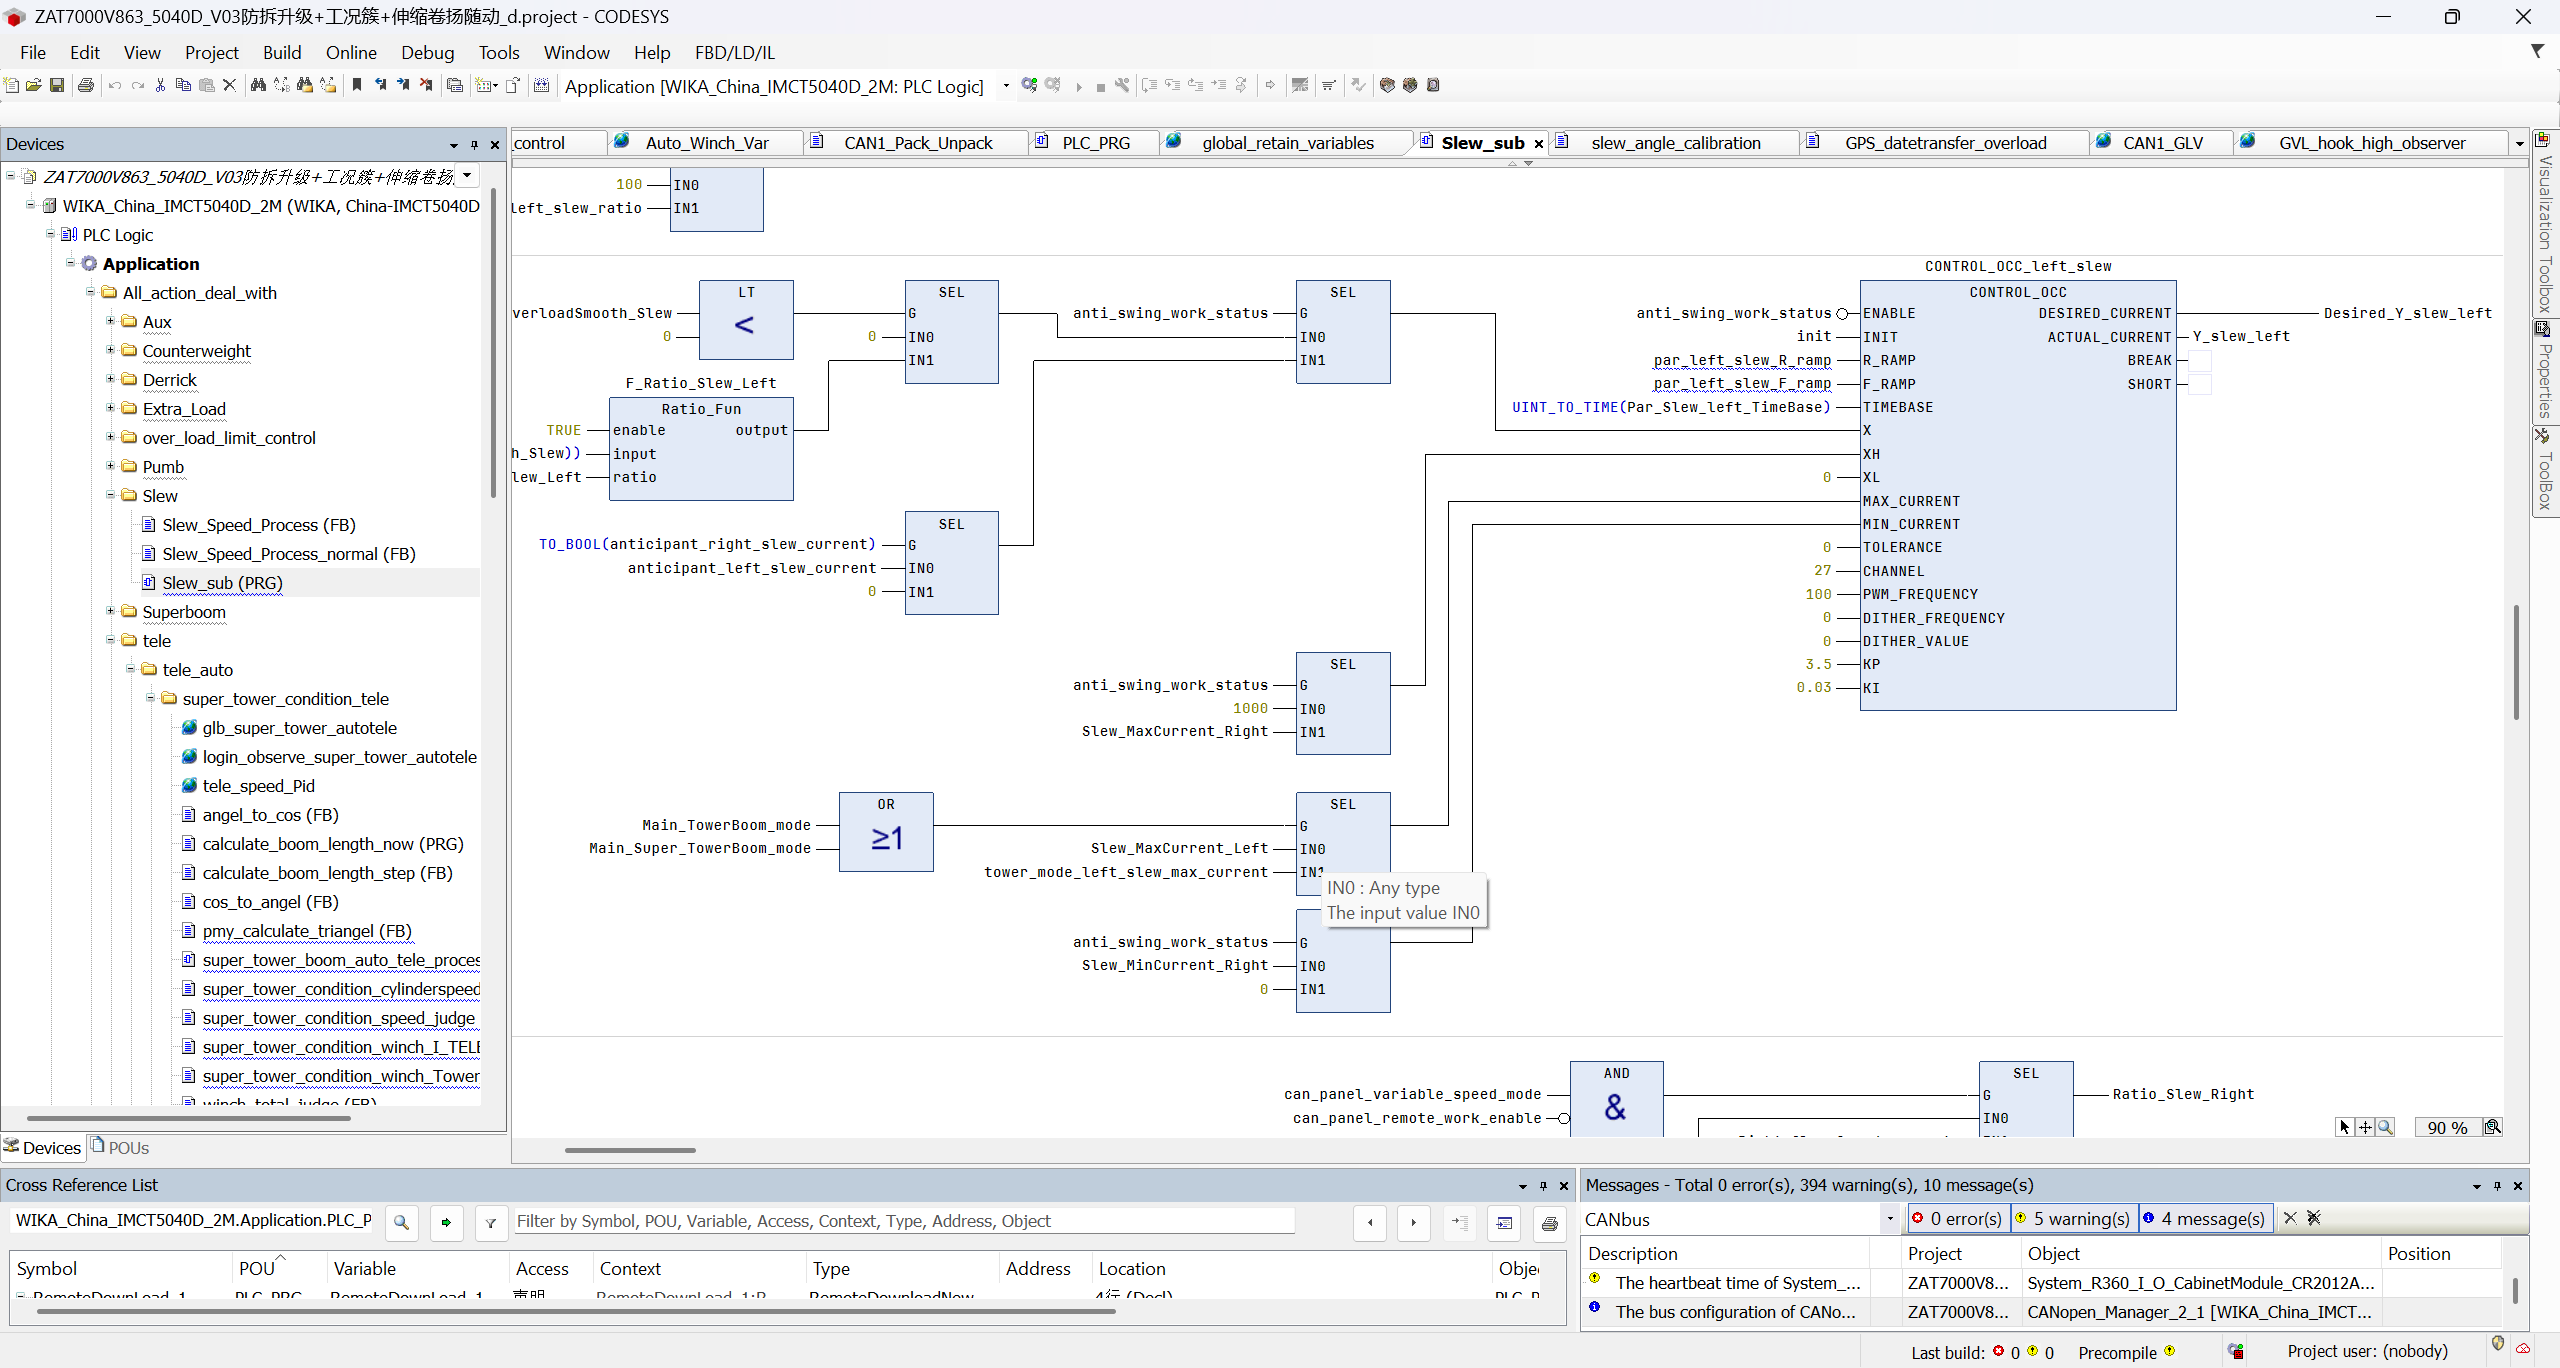 ZAT7000V863_5040D_V03防拆升级+工况簇+伸缩卷扬随动_d.project - CODESYS
File Edit View Project Build Online Debug Tools Window Help FBD/LD/IL
Application [WIKA_China_IMCT5040D_2M: PLC Logic]
Devices
ZAT7000V863_5040D_V03防拆升级+工况簇+伸缩卷扬
WIKA_China_IMCT5040D_2M (WIKA, China-IMCT5040D
PLC Logic
Application
All_action_deal_with
Aux
Counterweight
Derrick
Extra_Load
over_load_limit_control
Pumb
Slew
Slew_Speed_Process (FB)
Slew_Speed_Process_normal (FB)
Slew_sub (PRG)
Superboom
tele
tele_auto
super_tower_condition_tele
glb_super_tower_autotele
login_observe_super_tower_autotele
tele_speed_Pid
angel_to_cos (FB)
calculate_boom_length_now (PRG)
calculate_boom_length_step (FB)
cos_to_angel (FB)
pmy_calculate_triangel (FB)
super_tower_boom_auto_tele_proces
super_tower_condition_cylinderspeed
super_tower_condition_speed_judge
super_tower_condition_winch_I_TELE
super_tower_condition_winch_Tower
winch_total_judge (FB)
Devices POUs
_control Auto_Winch_Var CAN1_Pack_Unpack PLC_PRG global_retain_variables Slew_sub slew_angle_calibration GPS_datetransfer_overload CAN1_GLV GVL_hook_high_observer
100 IN0
left_slew_ratio IN1
LT
<
verloadSmooth_Slew
0
SEL
G
0 IN0
IN1
F_Ratio_Slew_Left
Ratio_Fun
TRUE enable output
h_Slew)) input
lew_Left ratio
SEL
TO_BOOL(anticipant_right_slew_current) G
anticipant_left_slew_current IN0
0 IN1
SEL
anti_swing_work_status G
IN0
IN1
SEL
anti_swing_work_status G
1000 IN0
Slew_MaxCurrent_Right IN1
OR
≥1
Main_TowerBoom_mode
Main_Super_TowerBoom_mode
SEL
G
Slew_MaxCurrent_Left IN0
tower_mode_left_slew_max_current IN1
IN0 : Any type
The input value IN0
anti_swing_work_status G
Slew_MinCurrent_Right IN0
0 IN1
CONTROL_OCC_left_slew
CONTROL_OCC
anti_swing_work_status ENABLE DESIRED_CURRENT Desired_Y_slew_left
init INIT ACTUAL_CURRENT Y_slew_left
par_left_slew_R_ramp R_RAMP BREAK
par_left_slew_F_ramp F_RAMP SHORT
UINT_TO_TIME(Par_Slew_left_TimeBase) TIMEBASE
X
XH
0 XL
MAX_CURRENT
MIN_CURRENT
0 TOLERANCE
27 CHANNEL
100 PWM_FREQUENCY
0 DITHER_FREQUENCY
0 DITHER_VALUE
3.5 KP
0.03 KI
AND
&
can_panel_variable_speed_mode
can_panel_remote_work_enable
SEL
G Ratio_Slew_Right
IN0
90 %
Visualization Toolbox
Properties
ToolBox
Cross Reference List
WIKA_China_IMCT5040D_2M.Application.PLC_P
Filter by Symbol, POU, Variable, Access, Context, Type, Address, Object
Symbol POU Variable Access Context Type Address Location Objec
RemoteDownLoad_1 PLC_PRG RemoteDownLoad_1 声明
Messages - Total 0 error(s), 394 warning(s), 10 message(s)
CANbus 0 error(s) 5 warning(s) 4 message(s)
Description Project Object Position
The heartbeat time of System_... ZAT7000V8... System_R360_I_O_CabinetModule_CR2012A...
The bus configuration of CANo... ZAT7000V8... CANopen_Manager_2_1 [WIKA_China_IMCT...
Last build: 0 0 Precompile Project user: (nobody)